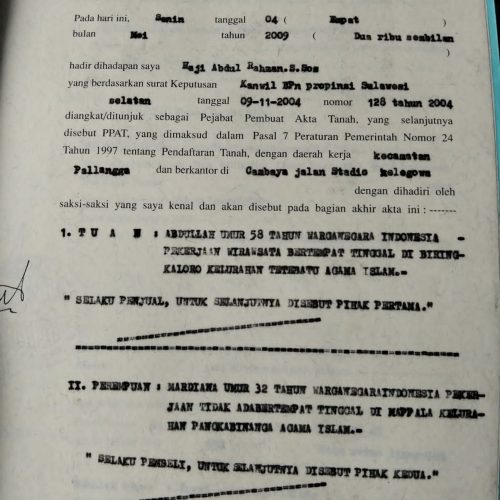 Pada hari ini, Senin tanggal 04 ( Empat )
bulan Mei tahun 2009 ( Dua ribu sembilan
)
hadir dihadapan saya Haji Abdul Rahman.S.Sos
yang berdasarkan surat Keputusan Kanwil BPn propinsi Sulawesi
selatan tanggal 09-11-2004 nomor 128 tahun 2004
diangkat/ditunjuk sebagai Pejabat Pembuat Akta Tanah, yang selanjutnya
disebut PPAT, yang dimaksud dalam Pasal 7 Peraturan Pemerintah Nomor 24
Tahun 1997 tentang Pendaftaran Tanah, dengan daerah kerja kecamatan
Pallangga dan berkantor di Cambaya jalan Stadio kelegowa
dengan dihadiri oleh
saksi-saksi yang saya kenal dan akan disebut pada bagian akhir akta ini : -------
1. T U A N : ABDULLAH UMUR 58 TAHUN WARGANEGARA INDONESIA -
PEKERJAAN WIRASWATA BERTEMPAT TINGGAL DI BIRING-
KALORO KELURAHAN TETEBATU AGAMA ISLAM.-
" SELAKU PENJUAL, UNTUK SELANJUTNYA DISEBUT PIHAK PERTAMA."
II. PEREMPUAN : MARDIANA UMUR 32 TAHUN WARGANEGARAINDONESIA PEKER-
JAAN TIDAK ADABERTEMPAT TINGGAL DI MAPPALA KELURA-
HAN PANGKABINANGA AGAMA ISLAM.-
" SELAKU PEMBELI, UNTUK SELANJUTNYA DISEBUT PIHAK KEDUA."